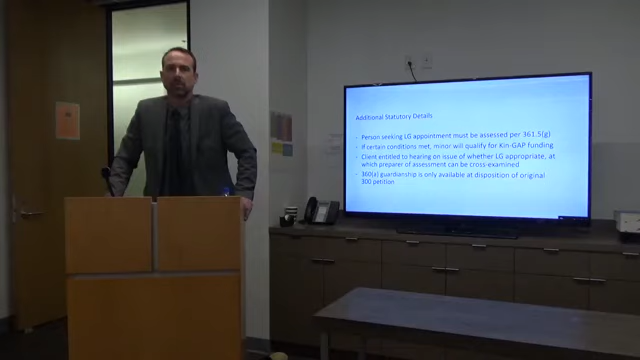 Additional Statutory Details
- Person seeking LG appointment must be assessed per 361.5(g)
- If certain conditions met, minor will qualify for Kin-GAP funding
- Client entitled to hearing on issue of whether LG appropriate, at
which preparer of assessment can be cross-examined
- 360(a) guardianship is only available at disposition of original
300 petition